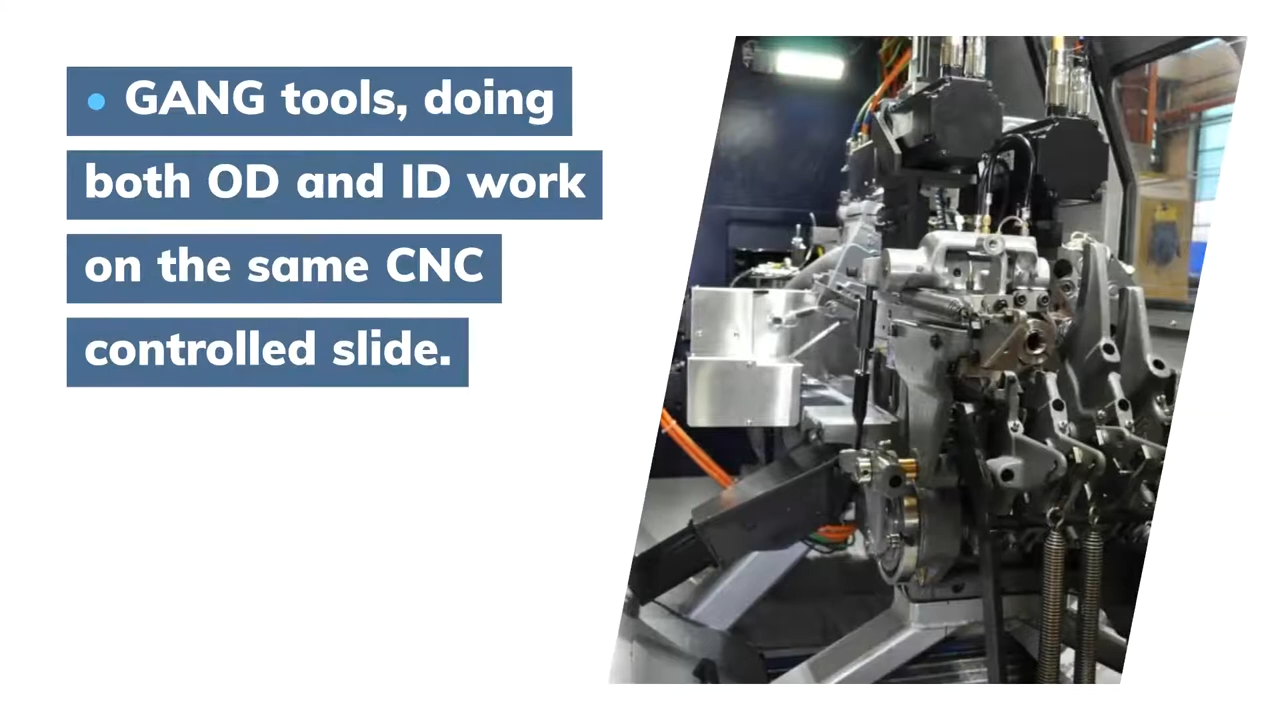 • GANG tools, doing
both OD and ID work
on the same CNC
controlled slide.